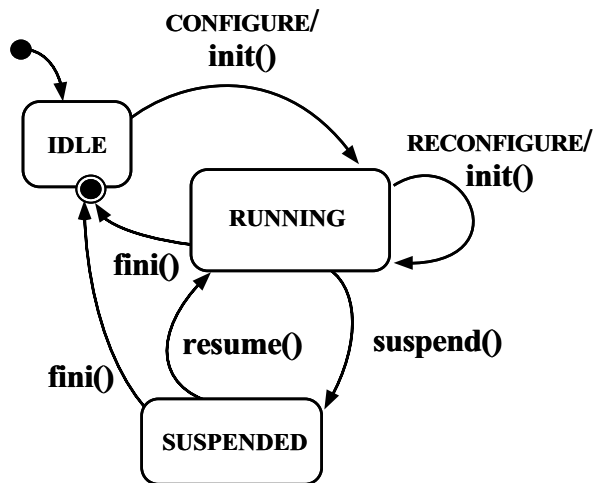 CONFIGURE/
init()
IDLE
RECONFIGURE/
init()
RUNNING
fini()
resume()
suspend()
fini()
SUSPENDED